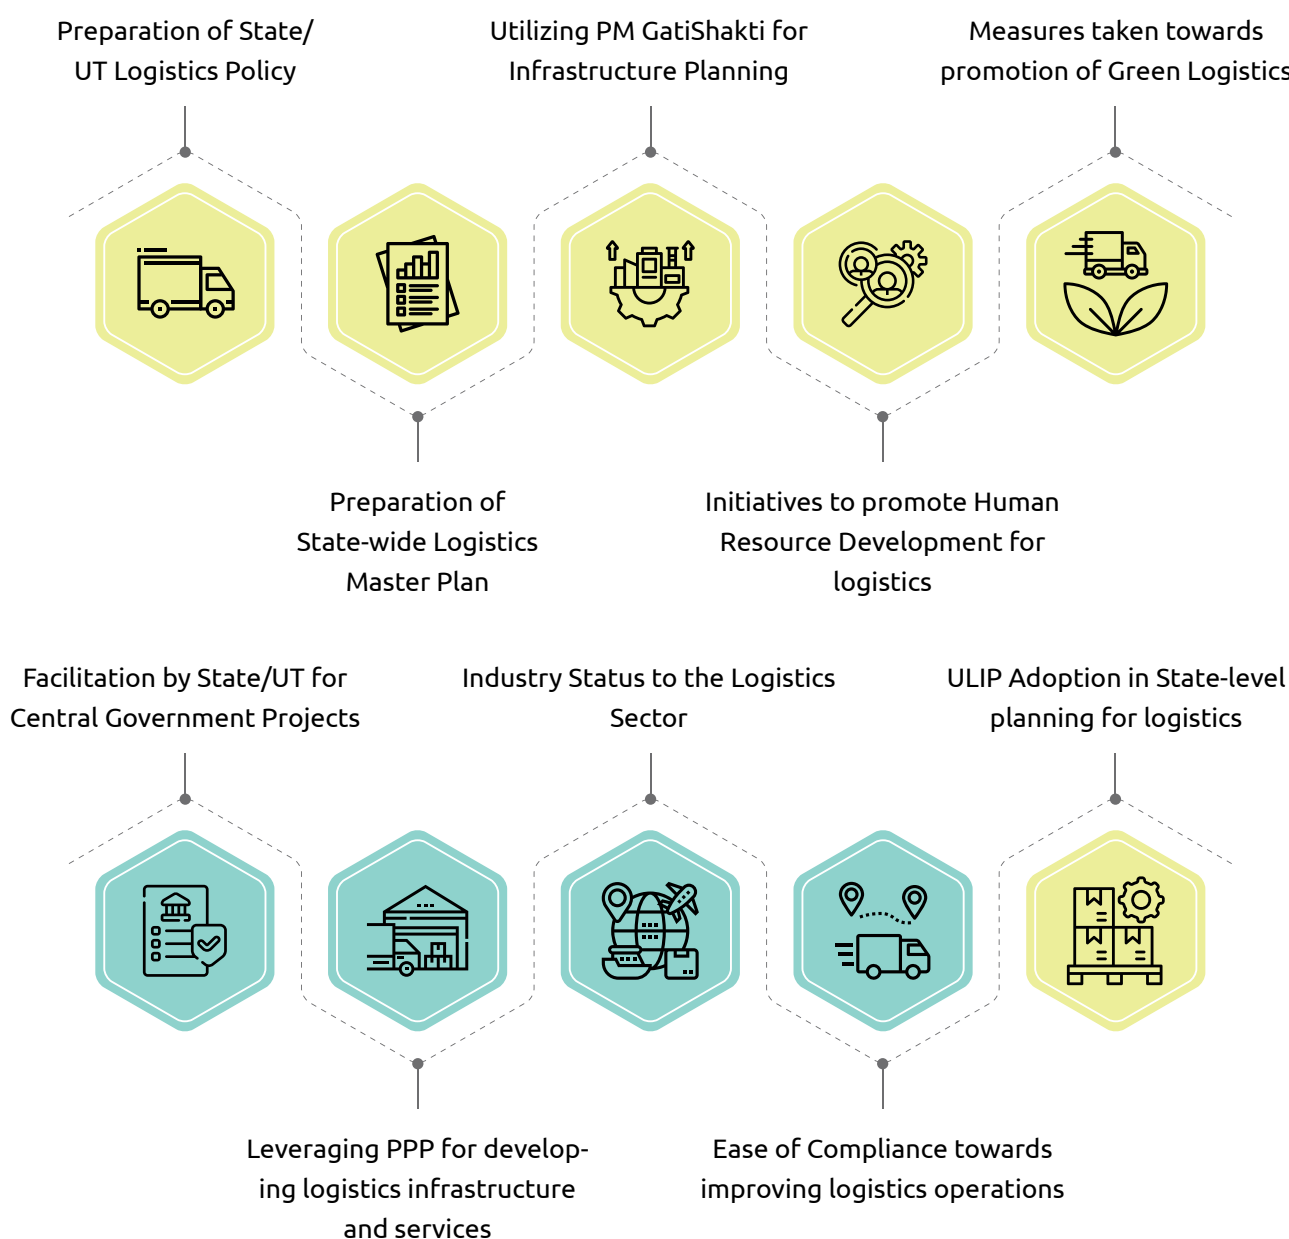 Preparation of State/
UT Logistics Policy
Utilizing PM GatiShakti for
Infrastructure Planning
Measures taken towards
promotion of Green Logistics
Preparation of
State-wide Logistics
Master Plan
Initiatives to promote Human
Resource Development for
logistics
Facilitation by State/UT for
Central Government Projects
Industry Status to the Logistics
Sector
ULIP Adoption in State-level
planning for logistics
Leveraging PPP for develop-
ing logistics infrastructure
and services
Ease of Compliance towards
improving logistics operations